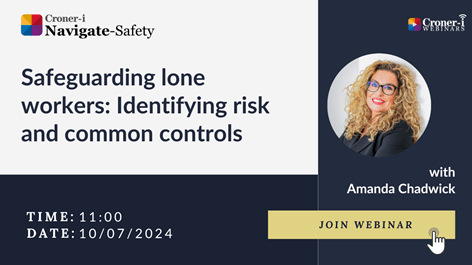 Croner-i
Navigate-Safety
Croner-i
WEBINARS
Safeguarding lone
workers: Identifying risk
and common controls
with
Amanda Chadwick
TIME: 11:00
DATE: 10/07/2024
JOIN WEBINAR